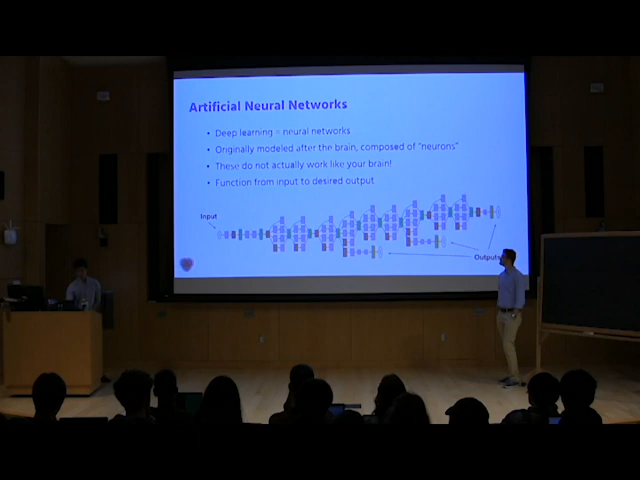 Artificial Neural Networks
• Deep learning = neural networks
• Originally modeled after the brain, composed of "neurons"
• These do not actually work like your brain!
• Function from input to desired output
Input
Outputs